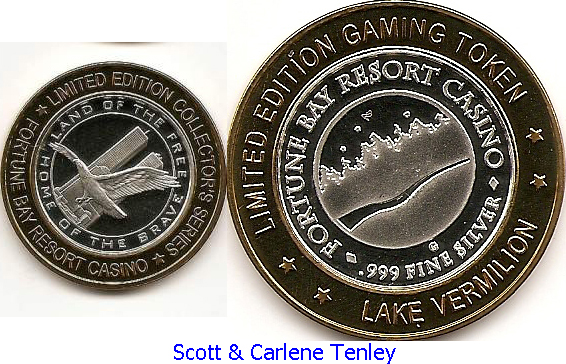 ★ LIMITED EDITION COLLECTOR'S SERIES ★
FORTUNE BAY RESORT CASINO
LAND OF THE FREE
HOME OF THE BRAVE
LIMITED EDITION GAMING TOKEN
LAKE VERMILION
FORTUNE BAY RESORT CASINO
.999 FINE SILVER
G
Scott & Carlene Tenley